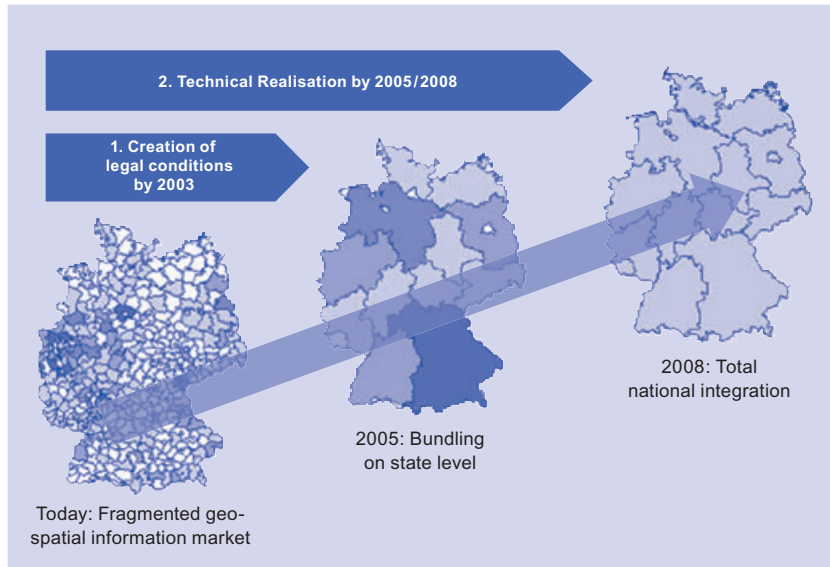 2. Technical Realisation by 2005/2008
1. Creation of
legal conditions
by 2003
2008: Total
national integration
2005: Bundling
on state level
Today: Fragmented geo-
spatial information market